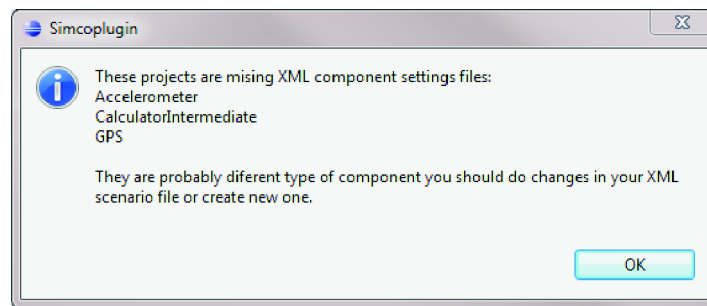 Simcoplugin
These projects are mising XML component settings files:
Accelerometer
CalculatorIntermediate
GPS
They are probably diferent type of component you should do changes in your XML
scenario file or create new one.
OK